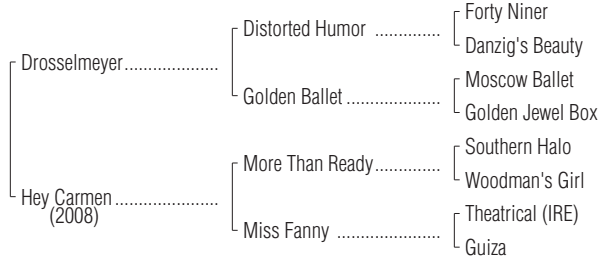 Forty Niner
Distorted Humor ..............
Danzig's Beauty
Drosselmeyer....................
Moscow Ballet
Golden Ballet ....................
Golden Jewel Box
Southern Halo
More Than Ready..............
Woodman's Girl
Hey Carmen ......................
(2008)
Theatrical (IRE)
Miss Fanny ......................
Guiza